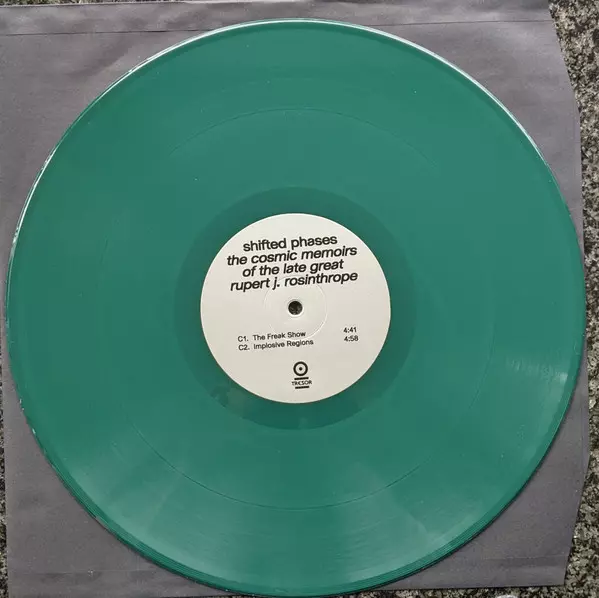 shifted phases
the cosmic memoirs
of the late great
rupert j. rosinthrope
C1. The Freak Show 4:41
C2. Implosive Regions 4:58
TRESOR